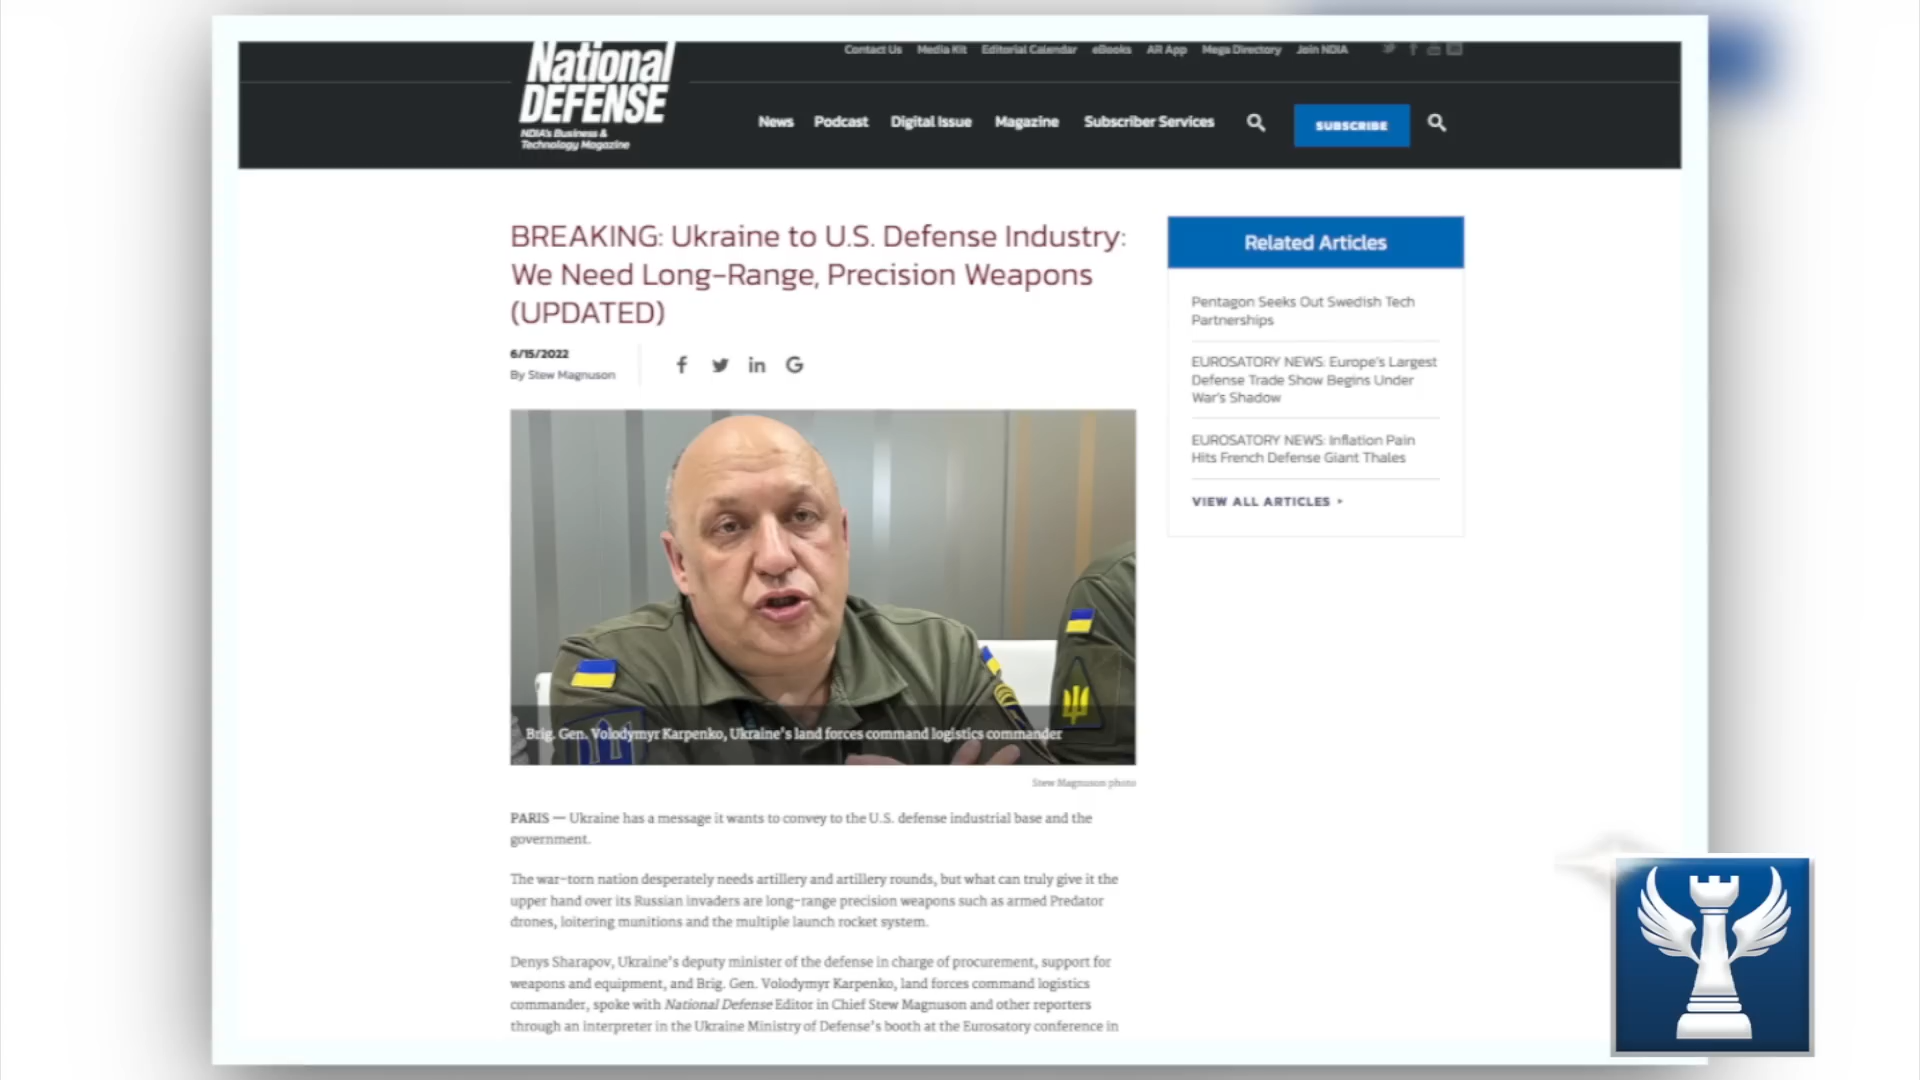 National
DEFENSE
NDIA's Business &
Technology Magazine
Contact Us Media Kit Editorial Calendar eBooks AR App Mega Directory Join NDIA
News Podcast Digital Issue Magazine Subscriber Services SUBSCRIBE
BREAKING: Ukraine to U.S. Defense Industry:
We Need Long-Range, Precision Weapons
(UPDATED)
6/15/2022
By Stew Magnuson
Brig. Gen. Volodymyr Karpenko, Ukraine's land forces command logistics commander
Stew Magnuson photo
PARIS — Ukraine has a message it wants to convey to the U.S. defense industrial base and the
government.
The war-torn nation desperately needs artillery and artillery rounds, but what can truly give it the
upper hand over its Russian invaders are long-range precision weapons such as armed Predator
drones, loitering munitions and the multiple launch rocket system.
Denys Sharapov, Ukraine's deputy minister of the defense in charge of procurement, support for
weapons and equipment, and Brig. Gen. Volodymyr Karpenko, land forces command logistics
commander, spoke with National Defense Editor in Chief Stew Magnuson and other reporters
through an interpreter in the Ukraine Ministry of Defense's booth at the Eurosatory conference in
Related Articles
Pentagon Seeks Out Swedish Tech
Partnerships
EUROSATORY NEWS: Europe's Largest
Defense Trade Show Begins Under
War's Shadow
EUROSATORY NEWS: Inflation Pain
Hits French Defense Giant Thales
VIEW ALL ARTICLES